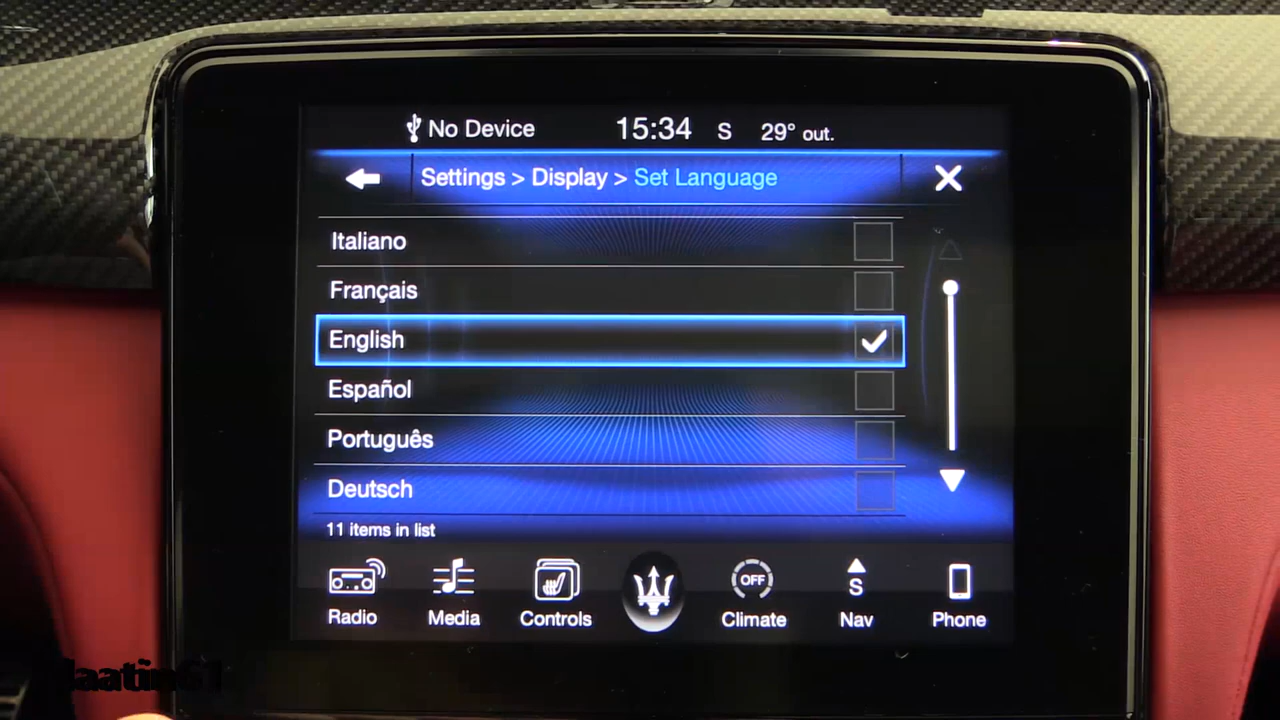 No Device 15:34 S 29° out.
Settings > Display > Set Language
Italiano
Français
English
Español
Português
Deutsch
11 items in list
OFF S
Radio Media Controls Climate Nav Phone